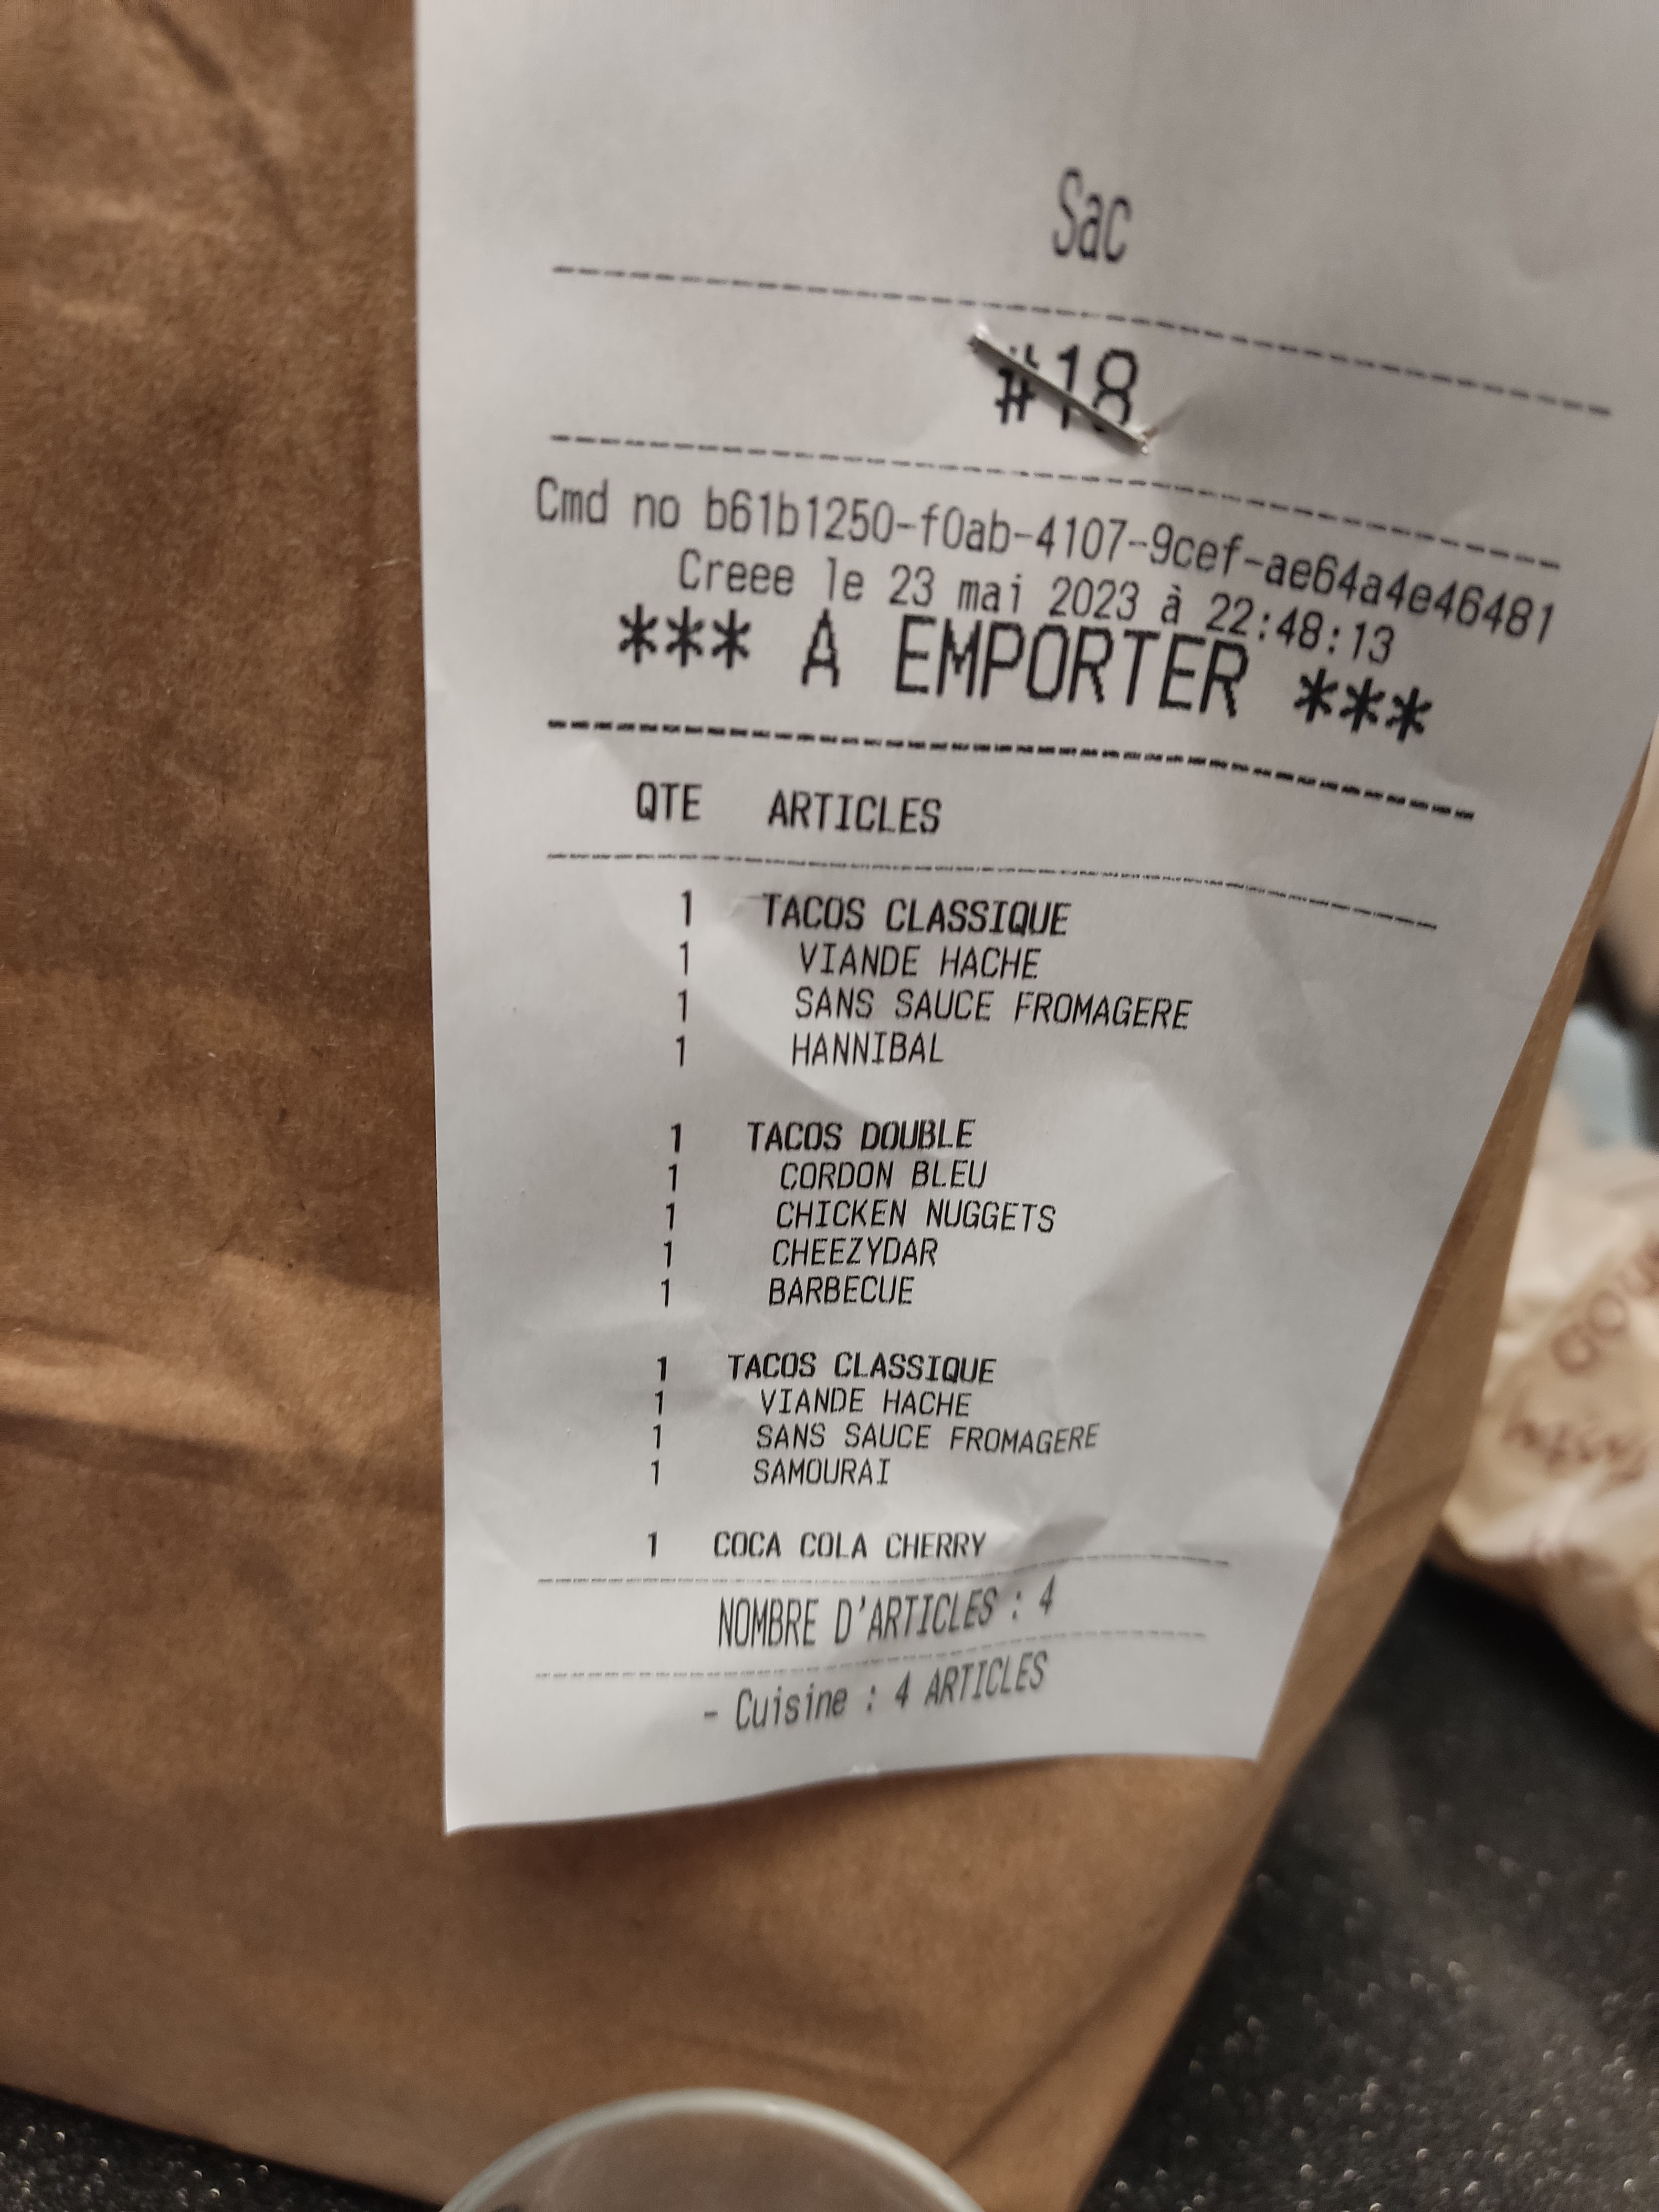 Sac
#18
Cmd no b61b1250-f0ab-4107-9cef-ae64a4e46481
Creee le 23 mai 2023 à 22:48:13
*** A EMPORTER ***
QTE ARTICLES
1 TACOS CLASSIQUE
1 VIANDE HACHE
1 SANS SAUCE FROMAGERE
1 HANNIBAL
1 TACOS DOUBLE
1 CORDON BLEU
1 CHICKEN NUGGETS
1 CHEEZYDAR
1 BARBECUE
1 TACOS CLASSIQUE
1 VIANDE HACHE
1 SANS SAUCE FROMAGERE
1 SAMOURAI
1 COCA COLA CHERRY
NOMBRE D'ARTICLES : 4
- Cuisine : 4 ARTICLES